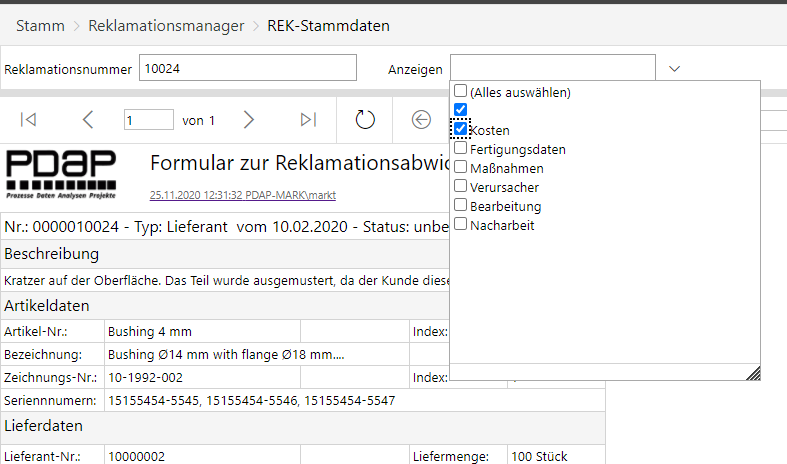 Stamm > Reklamationsmanager > REK-Stammdaten
Reklamationsnummer 10024 Anzeigen
(Alles auswählen)
Kosten
Fertigungsdaten
Maßnahmen
Verursacher
Bearbeitung
Nacharbeit
1 von 1
PDAP
Prozesse Daten Analysen Projekte
Formular zur Reklamationsabwic
25.11.2020 12:31:32 PDAP-MARK\markt
Nr.: 0000010024 - Typ: Lieferant vom 10.02.2020 - Status: unbe
Beschreibung
Kratzer auf der Oberfläche. Das Teil wurde ausgemustert, da der Kunde diese
Artikeldaten
Artikel-Nr.: Bushing 4 mm Index:
Bezeichnung: Bushing Ø14 mm with flange Ø18 mm....
Zeichnungs-Nr.: 10-1992-002 Index:
Seriennnumern: 15155454-5545, 15155454-5546, 15155454-5547
Lieferdaten
Lieferant-Nr.: 10000002 Liefermenge: 100 Stück